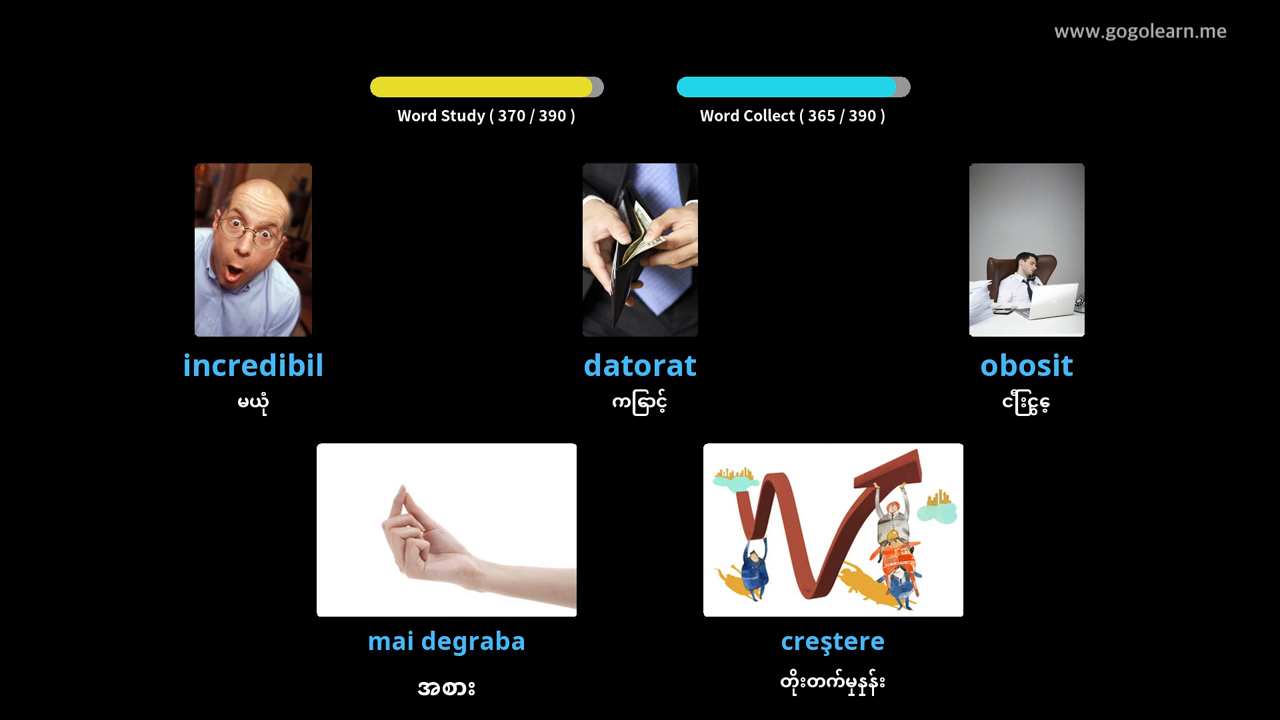 www.gogolearn.me
Word Study ( 370 / 390 )
Word Collect ( 365 / 390 )
incredibil
datorat
obosit
မယုံ
ကြောင့်
ငီးငွေ့
mai degraba
creştere
အစား
တိုးတက်မှုနှုန်း